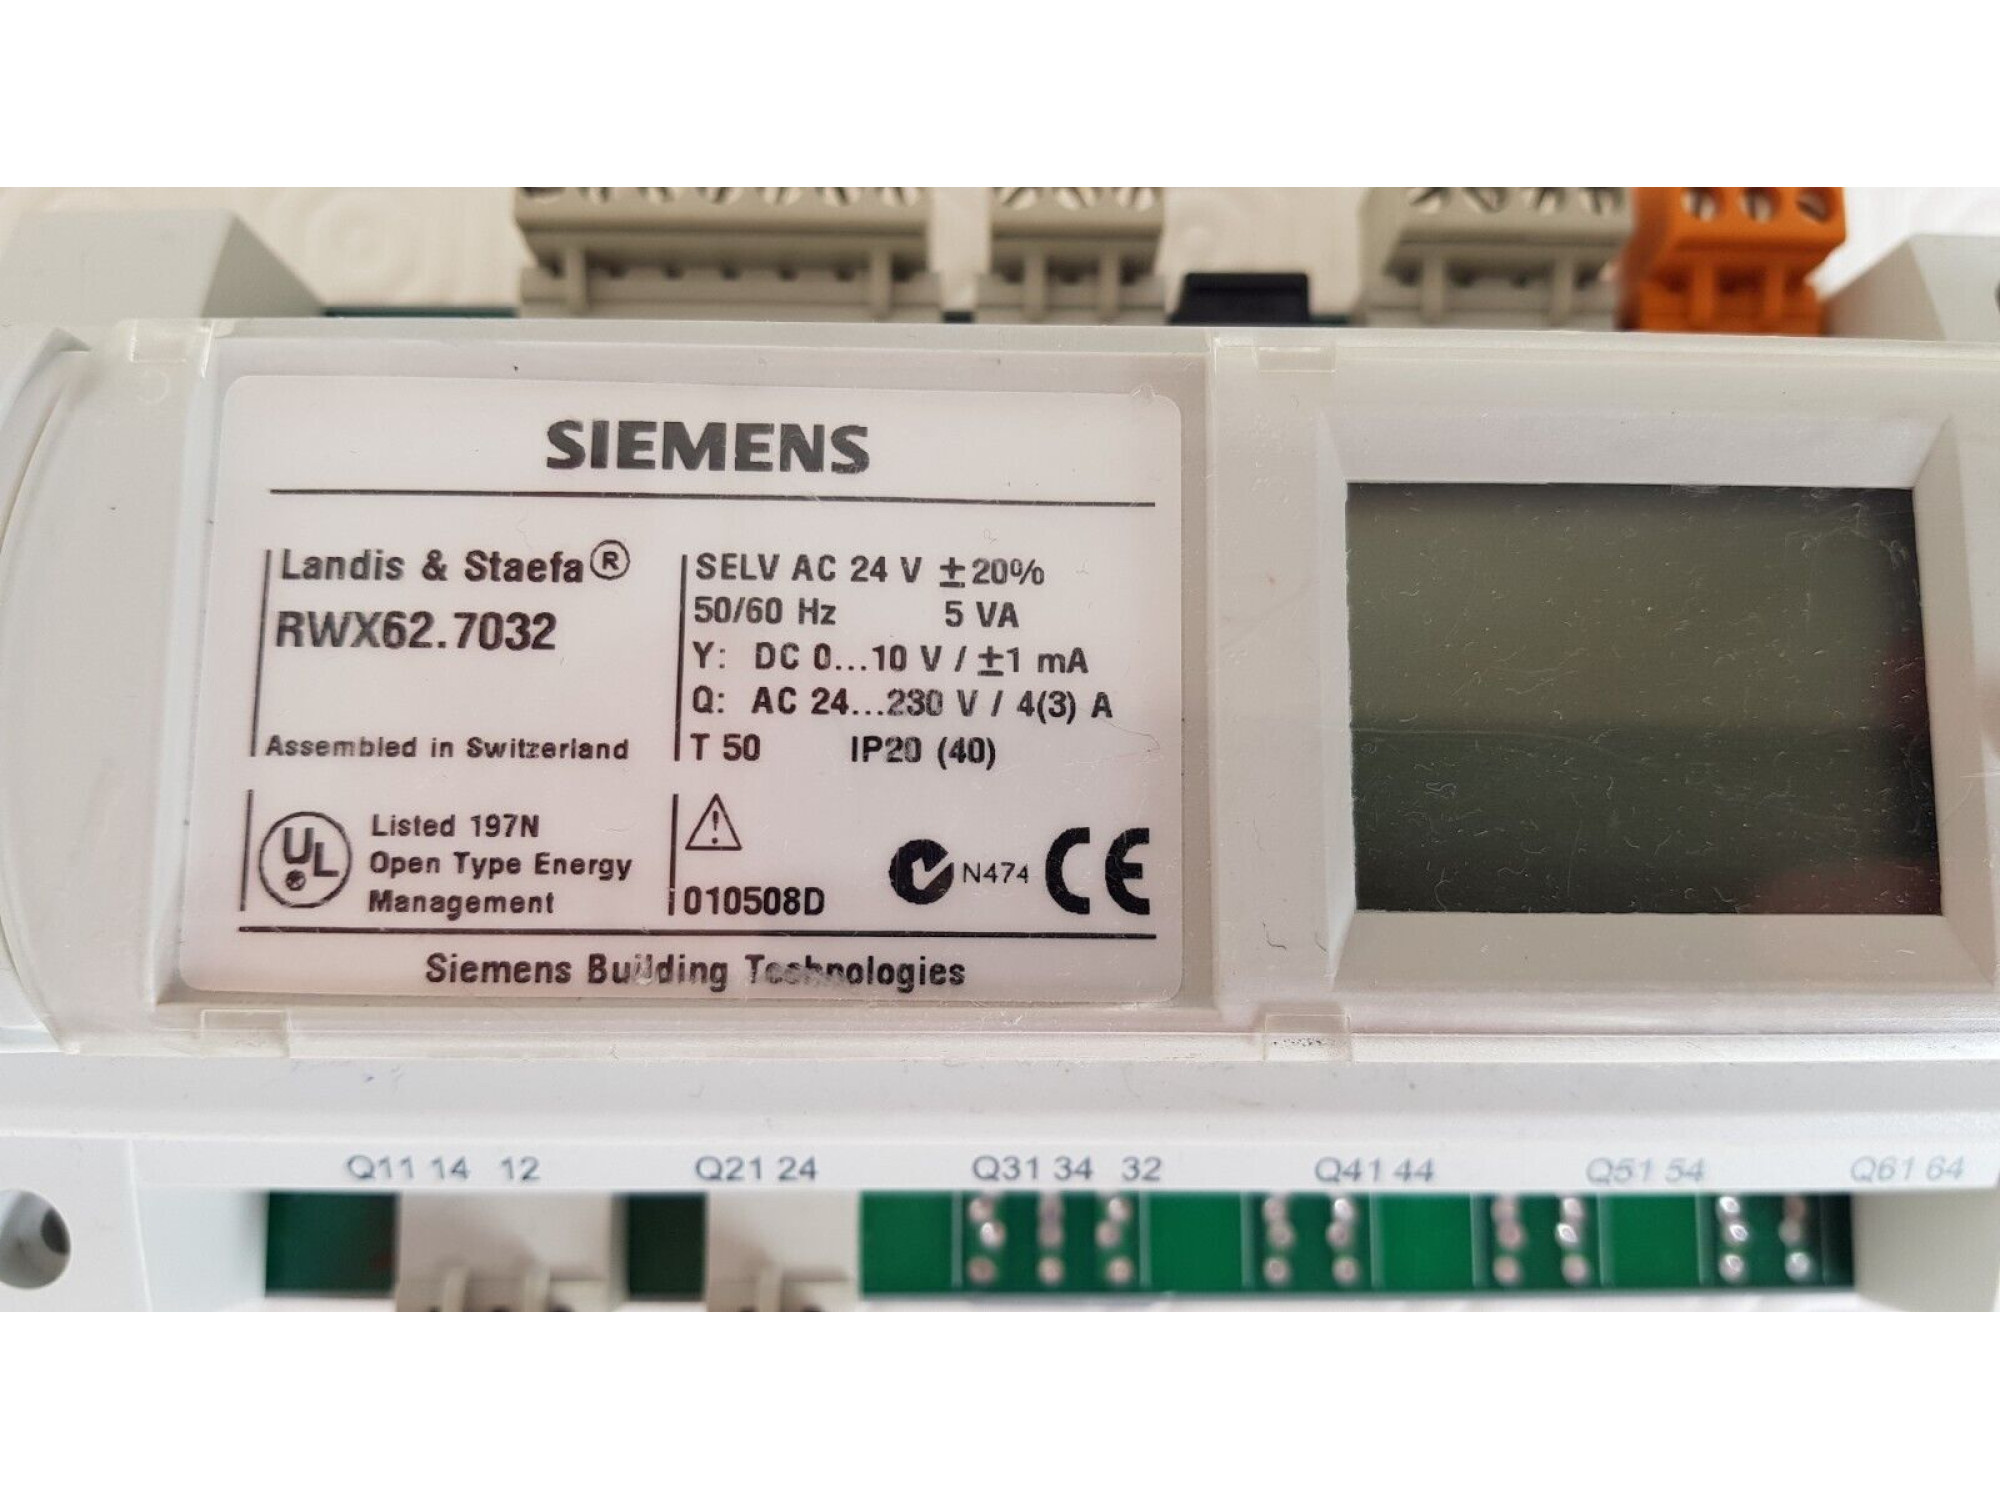 SIEMENS
Landis & Staefa®
RWX62.7032
Assembled in Switzerland
SELV AC 24 V ±20%
50/60 Hz 5 VA
Y: DC 0...10 V / ±1 mA
Q: AC 24...230 V / 4(3) A
T 50 IP20 (40)
UL
Listed 197N
Open Type Energy
Management
010508D
N474 CE
Siemens Building Technologies
Q11 14 12 Q21 24 Q31 34 32 Q41 44 Q51 54 Q61 64